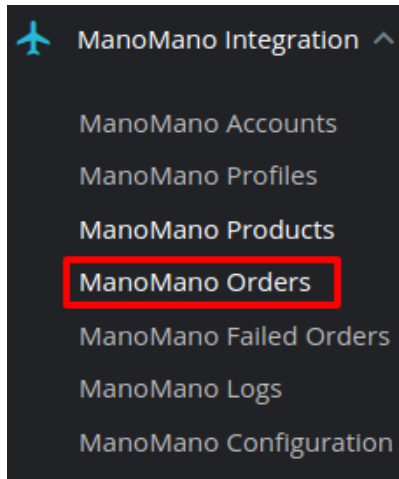 ManoMano Integration
ManoMano Accounts
ManoMano Profiles
ManoMano Products
ManoMano Orders
ManoMano Failed Orders
ManoMano Logs
ManoMano Configuration